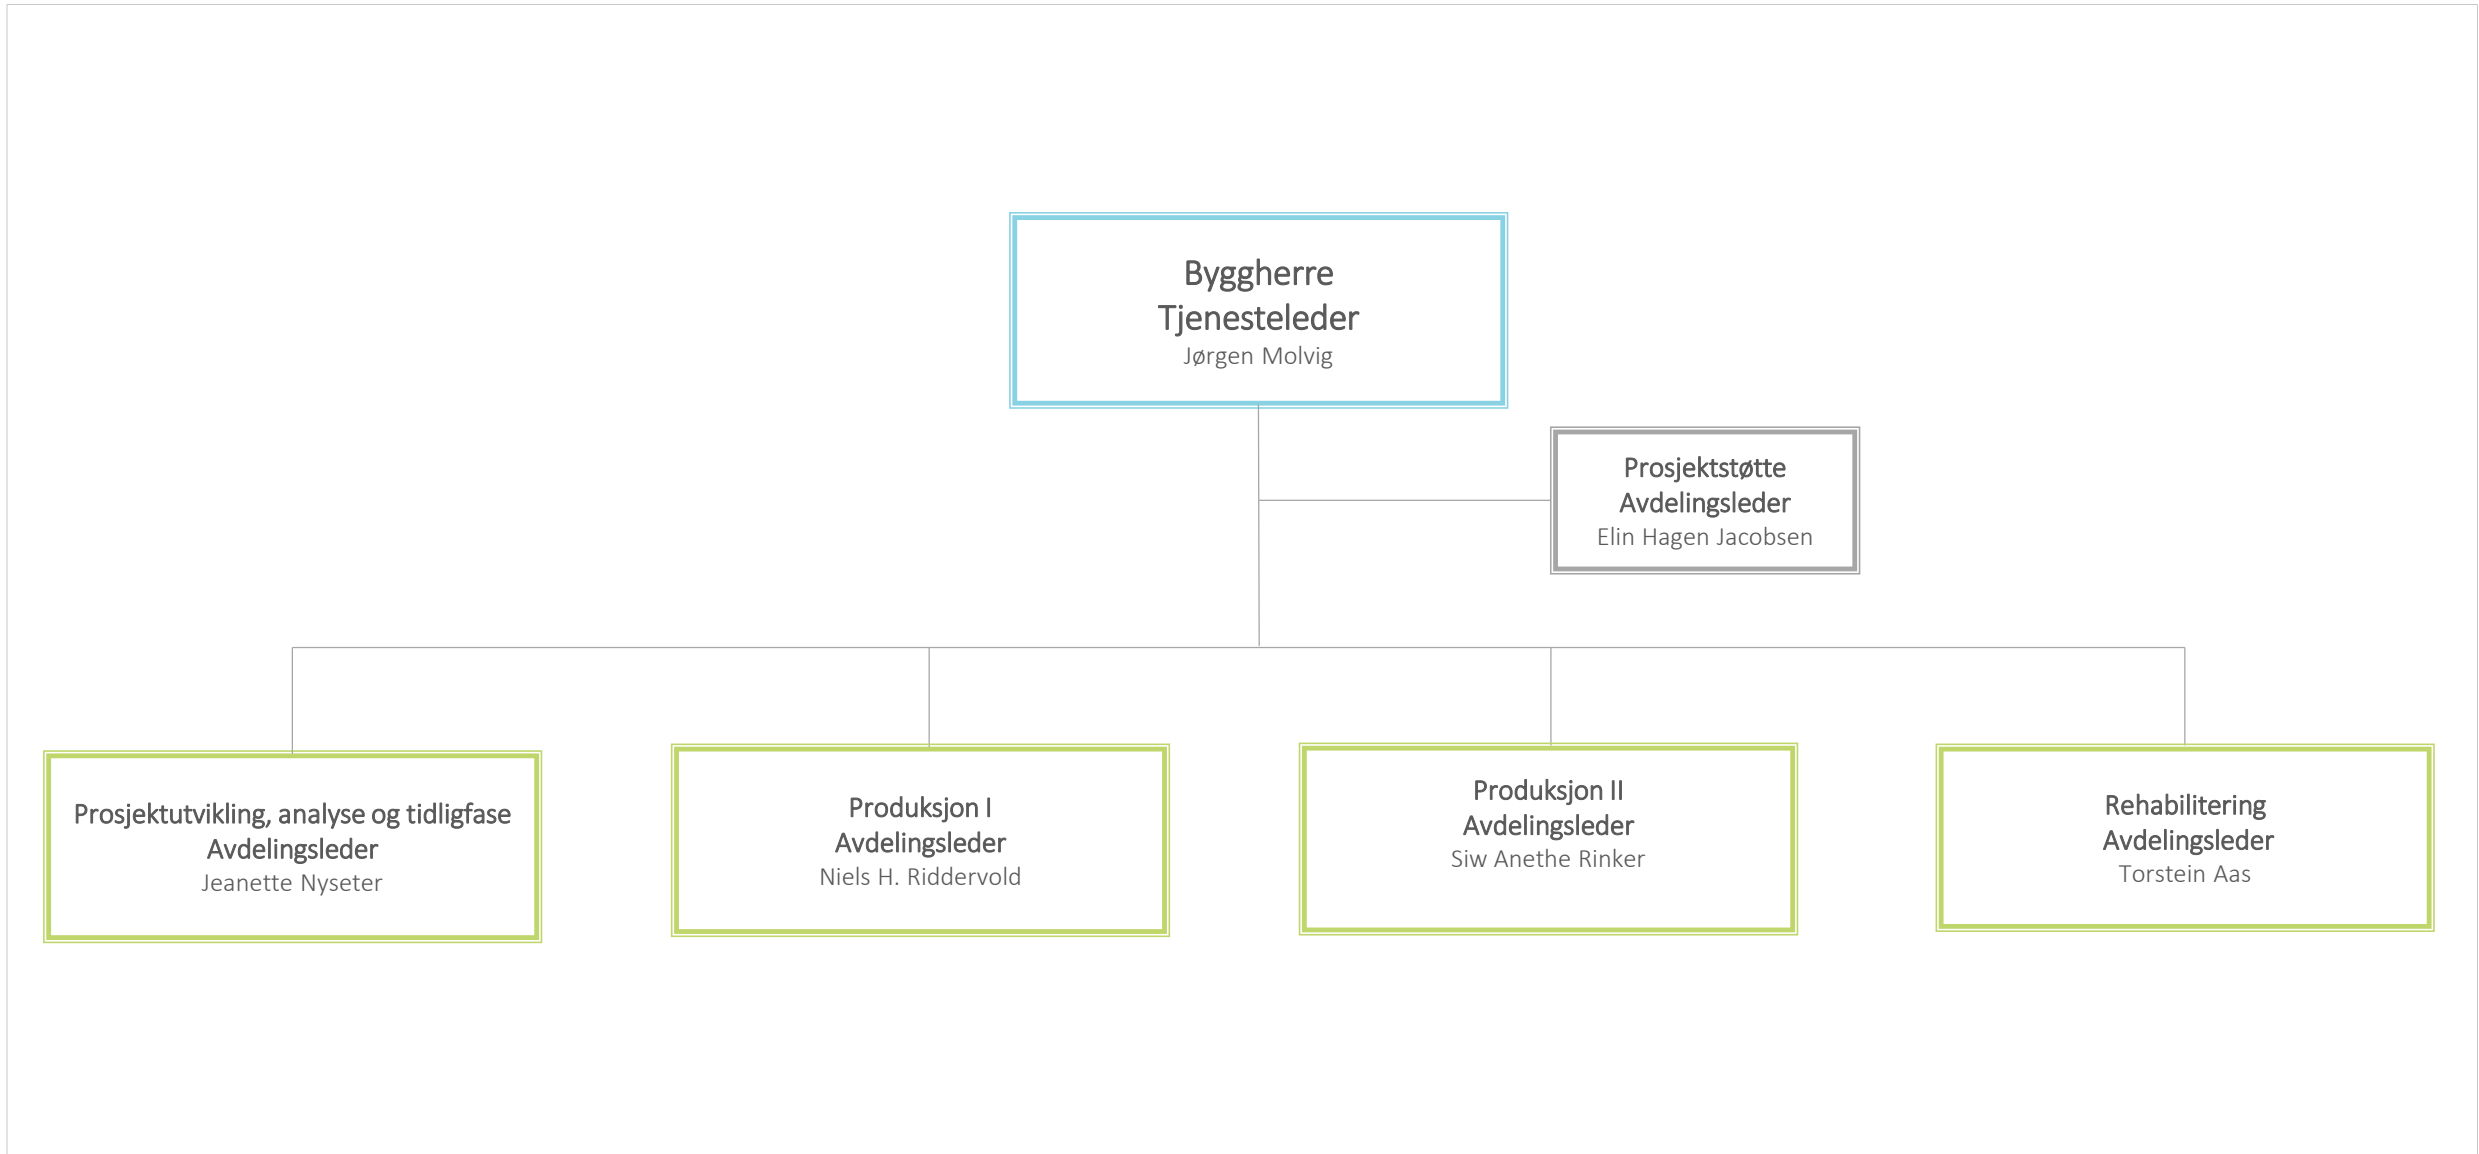 Byggherre
Tjenesteleder
Jørgen Molvig
Prosjektstøtte
Avdelingsleder
Elin Hagen Jacobsen
Prosjektutvikling, analyse og tidligfase
Avdelingsleder
Jeanette Nyseter
Produksjon I
Avdelingsleder
Niels H. Riddervold
Produksjon II
Avdelingsleder
Siw Anethe Rinker
Rehabilitering
Avdelingsleder
Torstein Aas